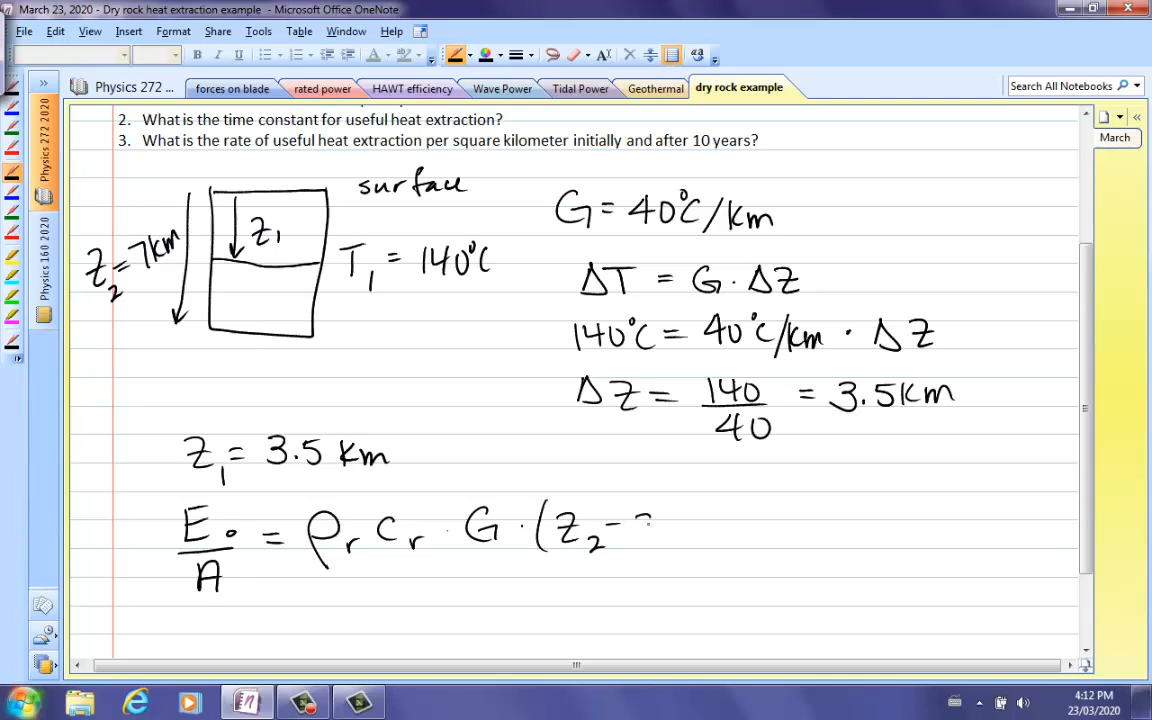 March 23, 2020 - Dry rock heat extraction example - Microsoft Office OneNote
File Edit View Insert Format Share Tools Table Window Help
B I U A
Physics 272 ... forces on blade rated power HAWT efficiency Wave Power Tidal Power Geothermal dry rock example Search All Notebooks
March
Physics 272 2020
Physics 160 2020
2. What is the time constant for useful heat extraction?
3. What is the rate of useful heat extraction per square kilometer initially and after 10 years?
surface
Z₁
Z₂ = 7km
T₁ = 140°C
G = 40°C/km
ΔT = G · ΔZ
140°C = 40°C/km · ΔZ
ΔZ = 140/40 = 3.5km
Z₁ = 3.5 km
E₀/A = ρᵣ cᵣ · G · (Z₂ -
4:12 PM
23/03/2020